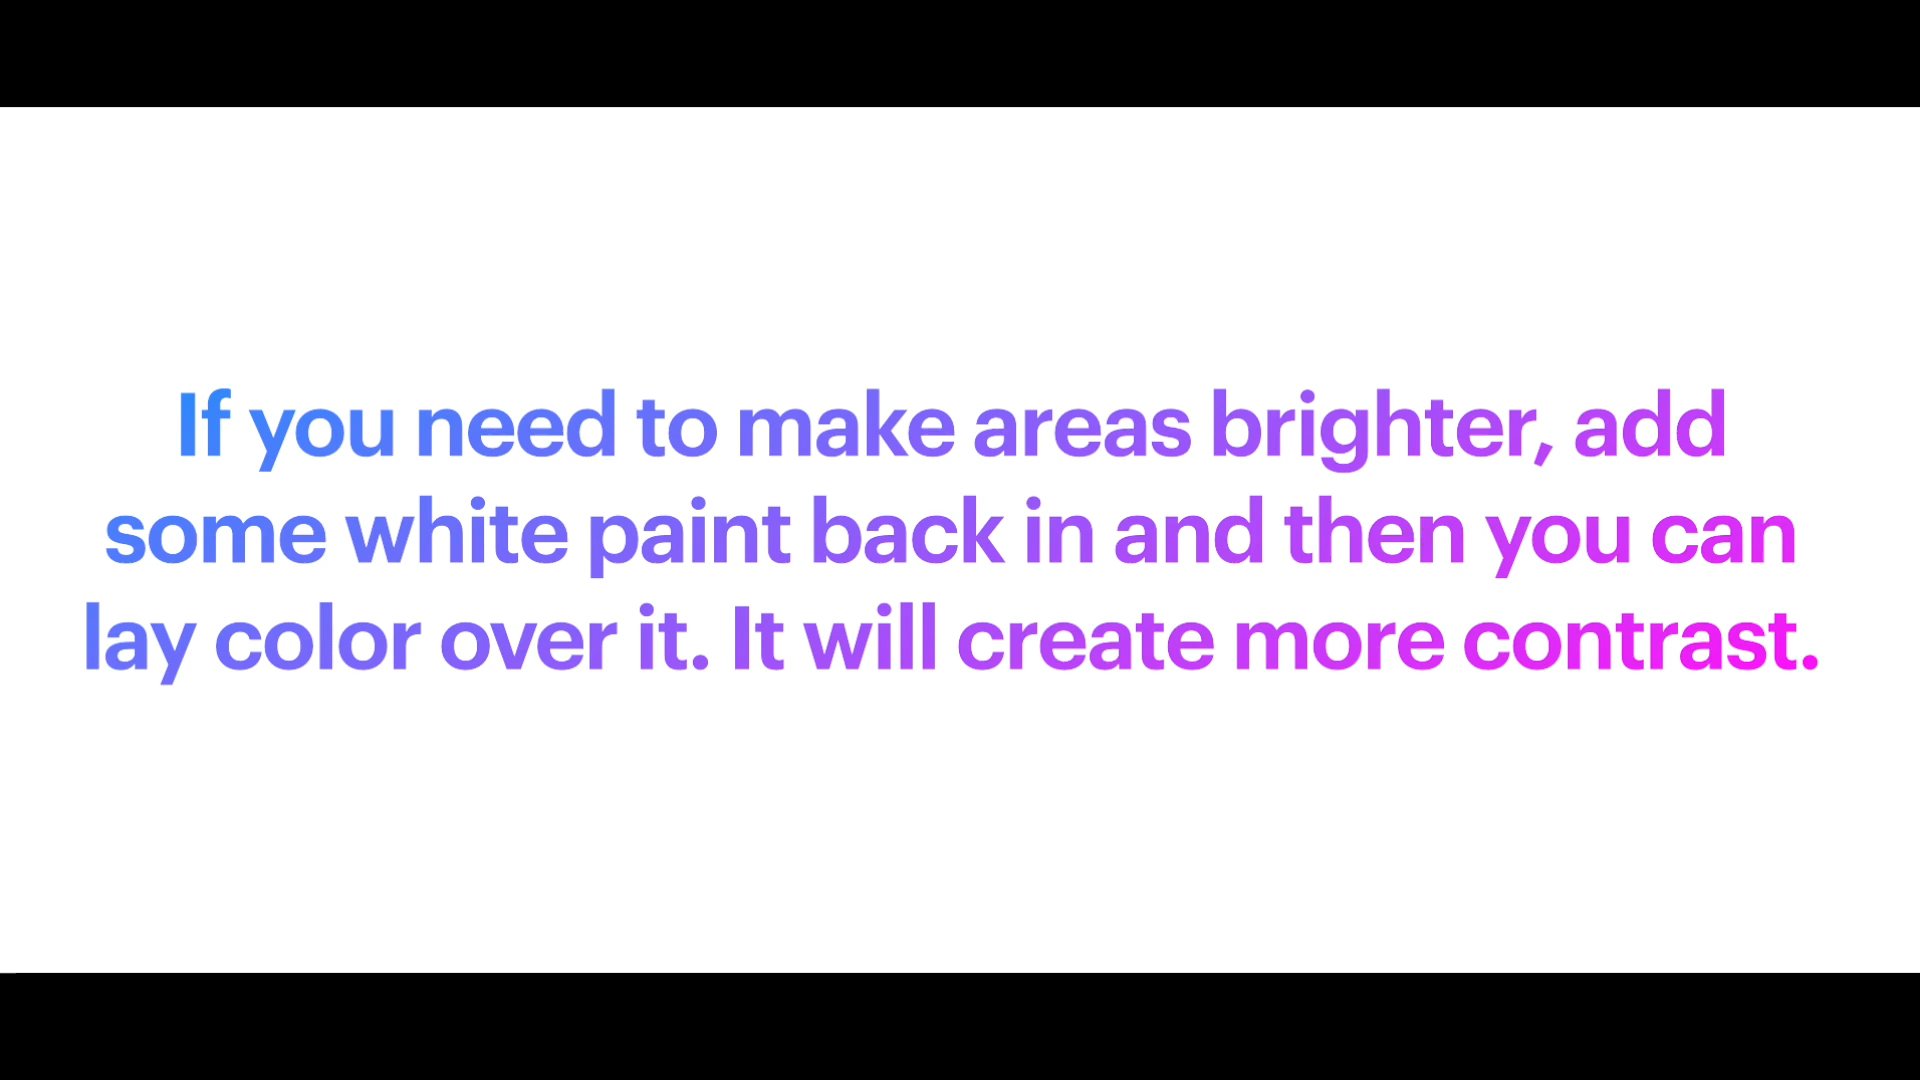 If you need to make areas brighter, add
some white paint back in and then you can
lay color over it. It will create more contrast.